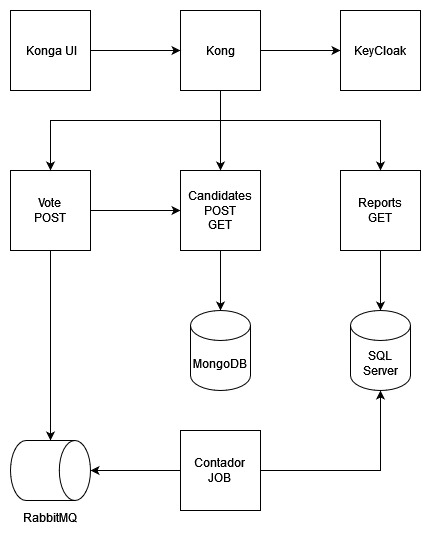 Konga UI
Kong
KeyCloak
Vote
POST
Candidates
POST
GET
Reports
GET
MongoDB
SQL
Server
Contador
JOB
RabbitMQ